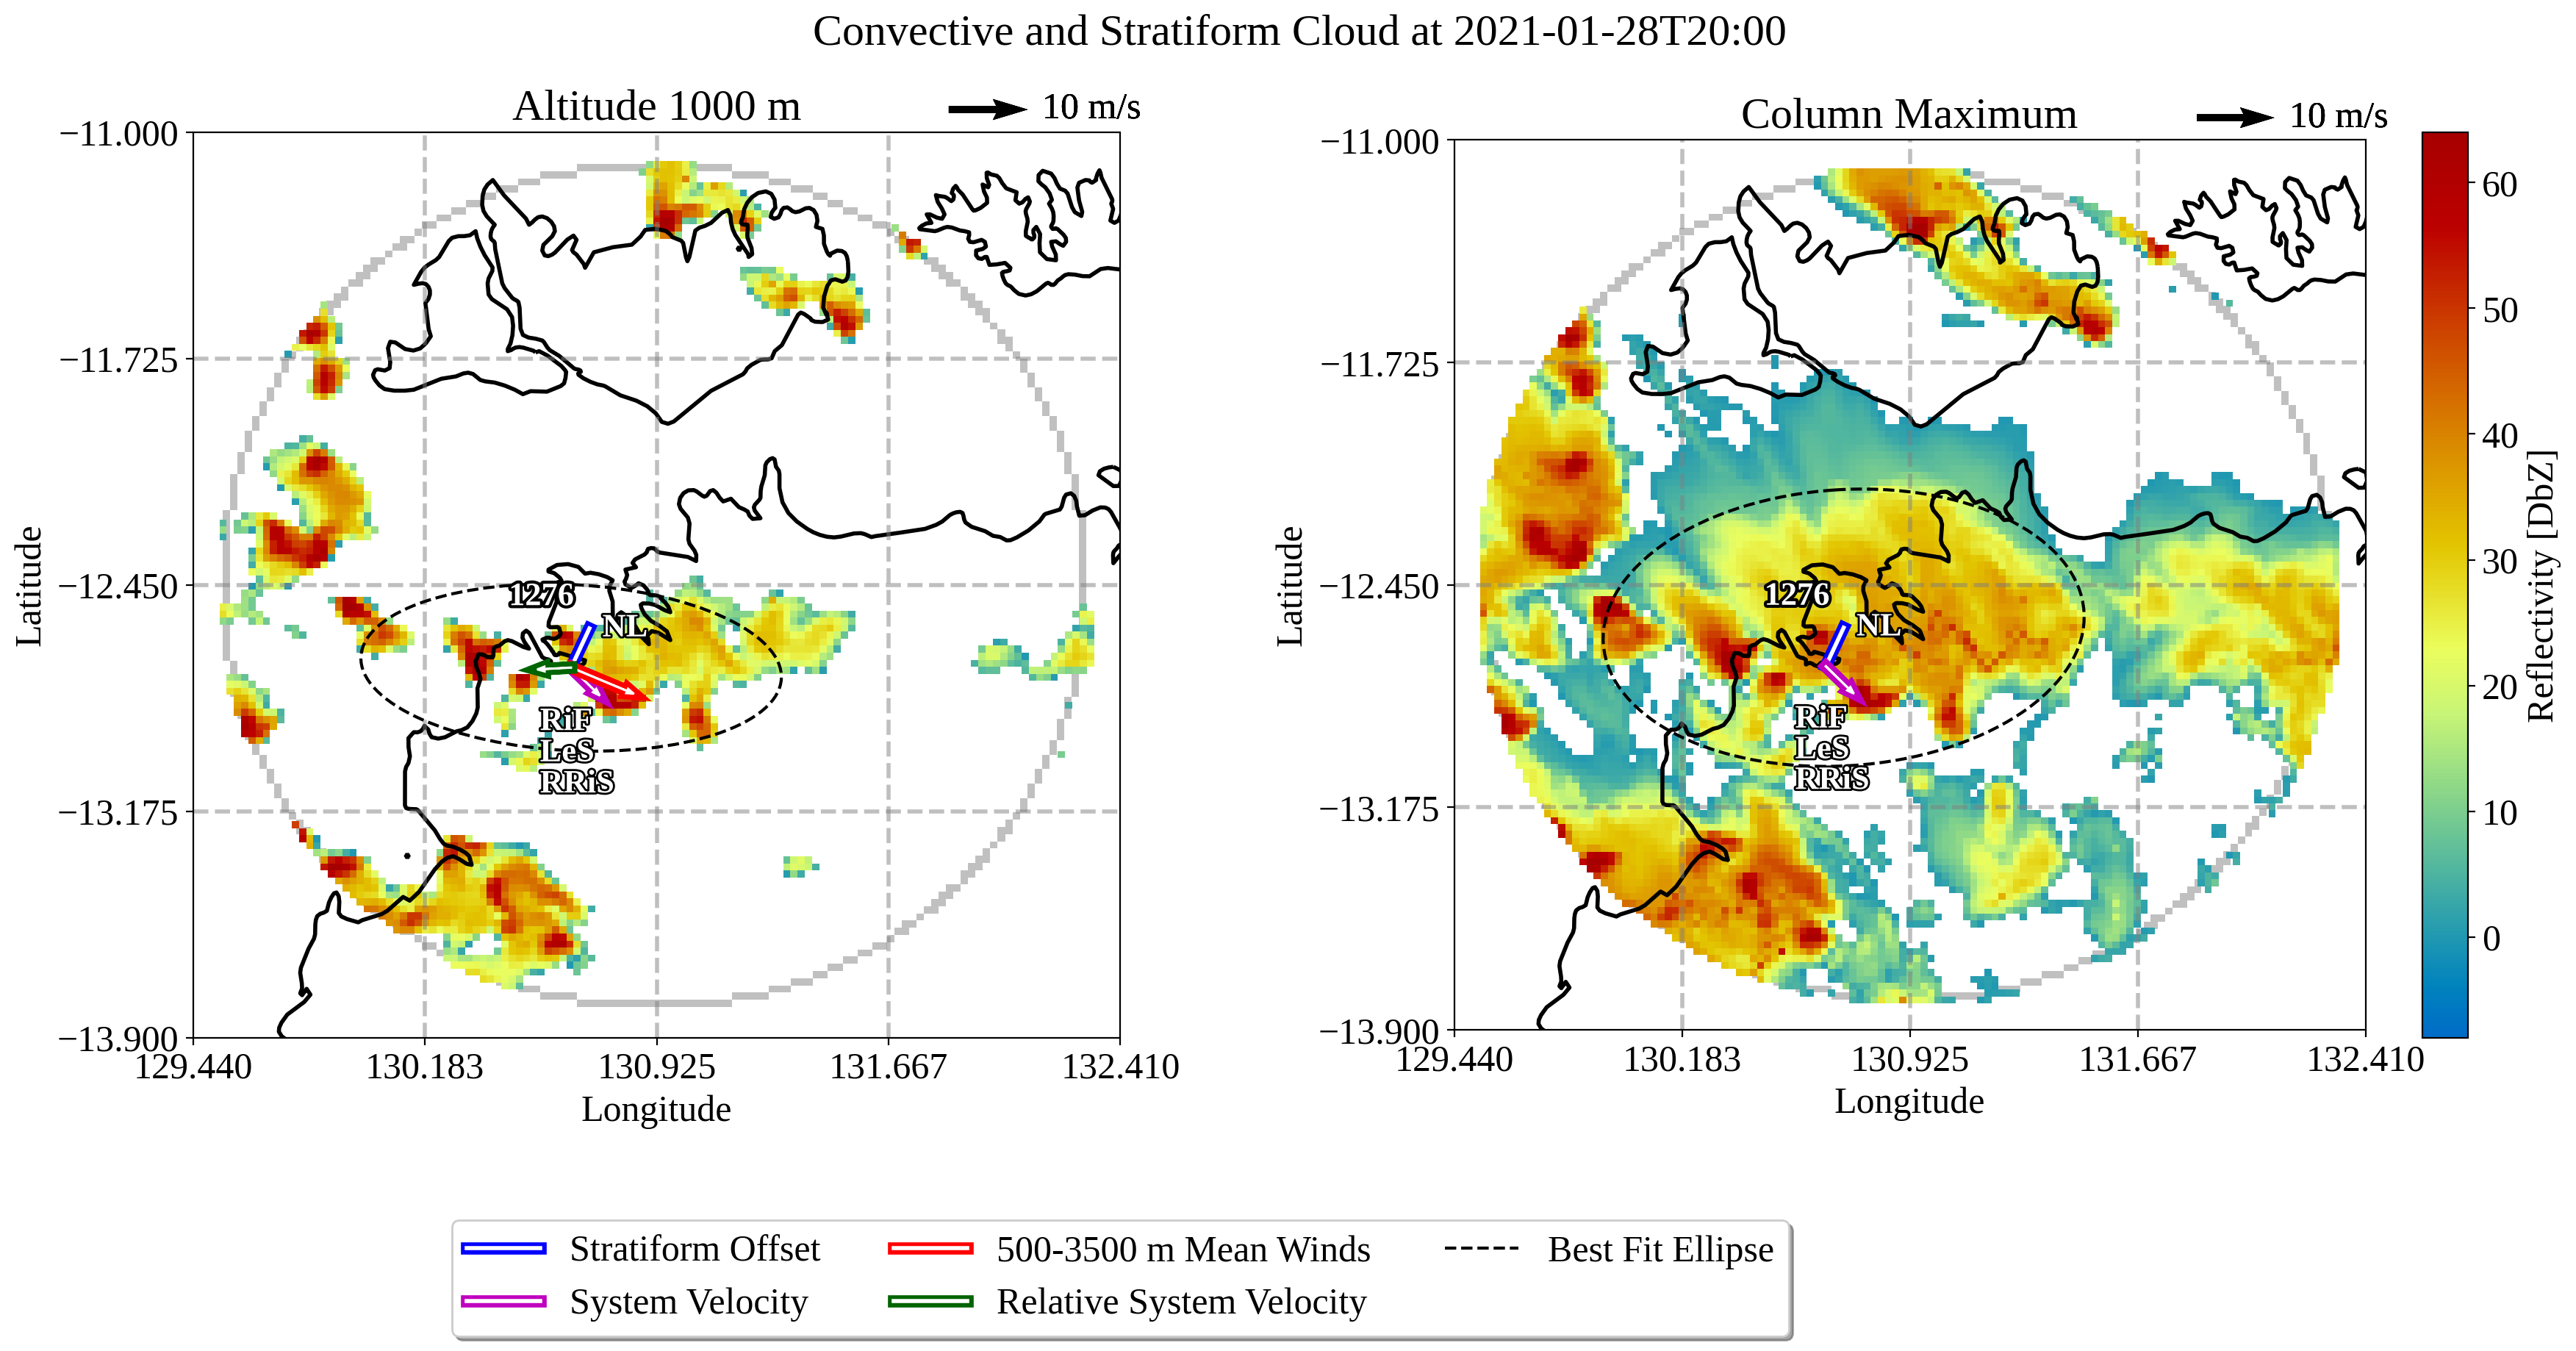 Convective and Stratiform Cloud at 2021-01-28T20:00
Altitude 1000 m
10 m/s
−11.000
−11.725
−12.450
−13.175
−13.900
Latitude
129.440
130.183
130.925
131.667
132.410
Longitude
1276
NL
RiF
LeS
RRiS
Column Maximum
10 m/s
−11.000
−11.725
−12.450
−13.175
−13.900
Latitude
129.440
130.183
130.925
131.667
132.410
Longitude
1276
NL
RiF
LeS
RRiS
60
50
40
30
20
10
0
Reflectivity [DbZ]
Stratiform Offset
System Velocity
500-3500 m Mean Winds
Relative System Velocity
Best Fit Ellipse